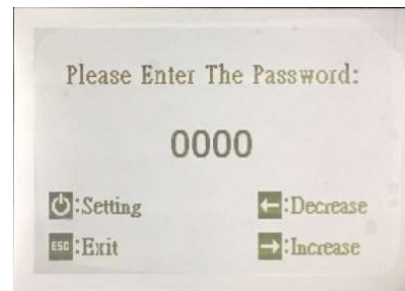 Please Enter The Password:
0000
:Setting
←:Decrease
ESC:Exit
→:Increase